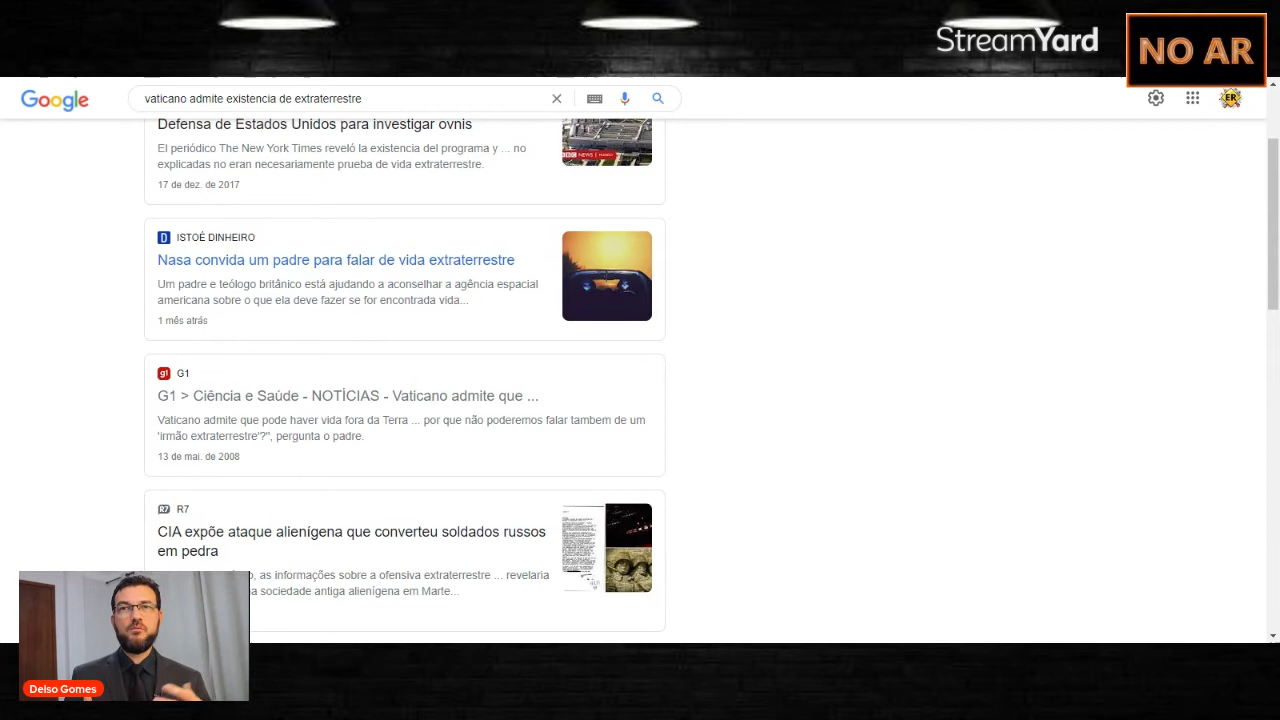 StreamYard
NO AR
Google
vaticano admite existencia de extraterrestre
ER
Defensa de Estados Unidos para investigar ovnis
El periódico The New York Times reveló la existencia del programa y ... no
explicadas no eran necesariamente prueba de vida extraterrestre.
17 de dez. de 2017
BBC NEWS
D ISTOÉ DINHEIRO
Nasa convida um padre para falar de vida extraterrestre
Um padre e teólogo britânico está ajudando a aconselhar a agência espacial
americana sobre o que ela deve fazer se for encontrada vida...
1 mês atrás
g1 G1
G1 > Ciência e Saúde - NOTÍCIAS - Vaticano admite que ...
Vaticano admite que pode haver vida fora da Terra ... por que não poderemos falar tambem de um
'irmão extraterrestre'?", pergunta o padre.
13 de mai. de 2008
R7 R7
CIA expõe ataque alienígena que converteu soldados russos
em pedra
o, as informações sobre a ofensiva extraterrestre ... revelaria
a sociedade antiga alienígena em Marte...
Delso Gomes